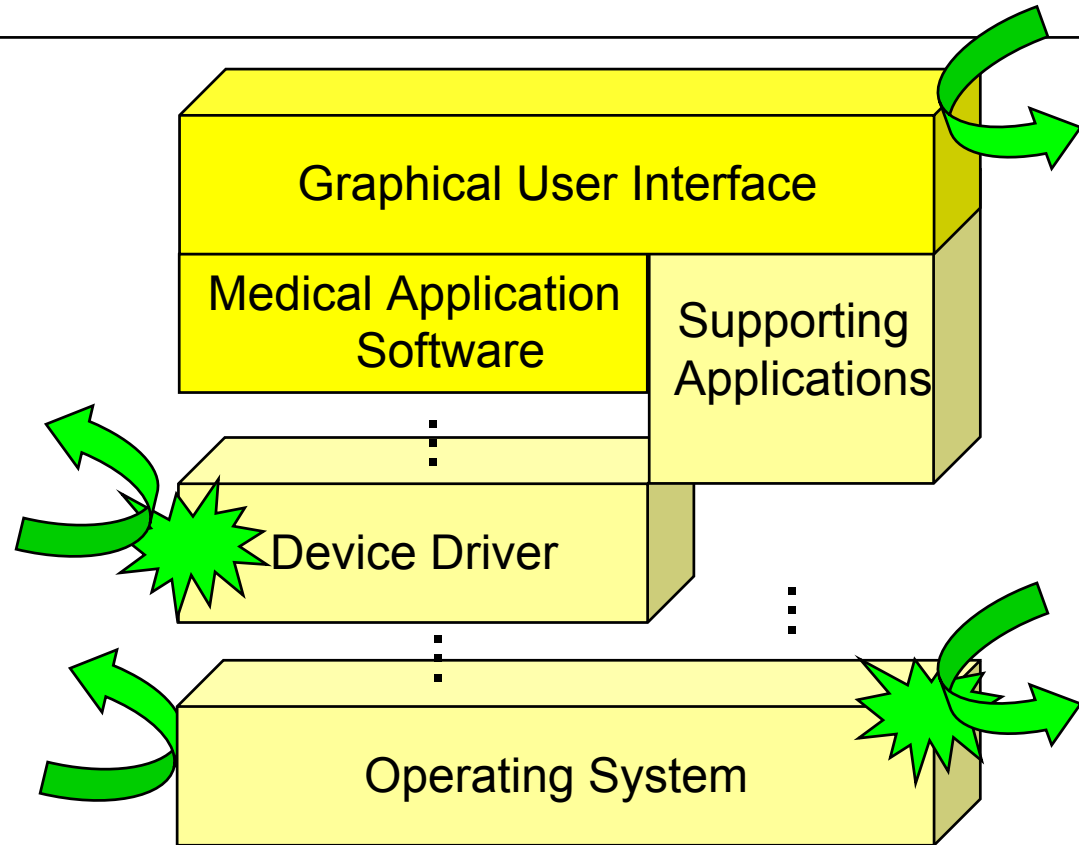 Graphical User Interface
Medical Application
Software
Supporting
Applications
Device Driver
Operating System